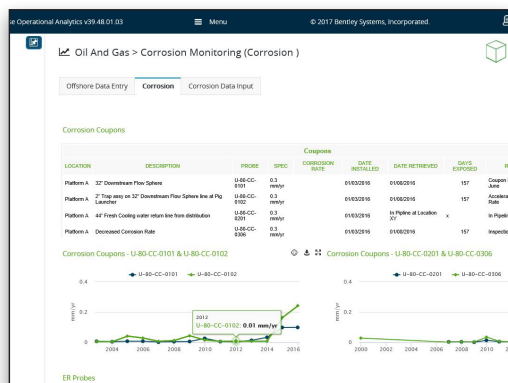 se Operational Analytics v39.48.01.03
Menu
© 2017 Bentley Systems, Incorporated.
Oil And Gas > Corrosion Monitoring (Corrosion )
Offshore Data Entry
Corrosion
Corrosion Data Input
Corrosion Coupons
Coupons
LOCATION DESCRIPTION PROBE SPEC CORROSION RATE DATE INSTALLED DATE RETRIEVED DAYS EXPOSED
Platform A 32" Downstream Flow Sphere U-80-CC-0101 0.3 mm/yr 01/03/2016 01/08/2016 157 Coupon June
Platform A 2" Trap assy on 32" Downstream Flow Sphere line at Pig Launcher U-80-CC-0102 0.3 mm/yr 01/03/2016 01/08/2016 157 Accelera Rate
Platform A 44" Fresh Cooling water return line from distribution U-80-CC-0201 0.3 mm/yr 01/03/2016 In Pipline at Location XY x In Pipelin
Platform A Decreased Corrosion Rate U-80-CC-0306 0.3 mm/yr 01/03/2016 01/08/2016 157 Inspectio
Corrosion Coupons - U-80-CC-0101 & U-80-CC-0102
U-80-CC-0101 U-80-CC-0102
0.4
0.2
0
mm/yr
2012
U-80-CC-0102: 0.01 mm/yr
2004 2006 2008 2010 2012 2014 2016
Corrosion Coupons - U-80-CC-0201 & U-80-CC-0306
U-80-CC-0201 U-80-CC-0306
0.4
0.2
0
mm/yr
2000 2002 2004 2006 2008 2010
ER Probes